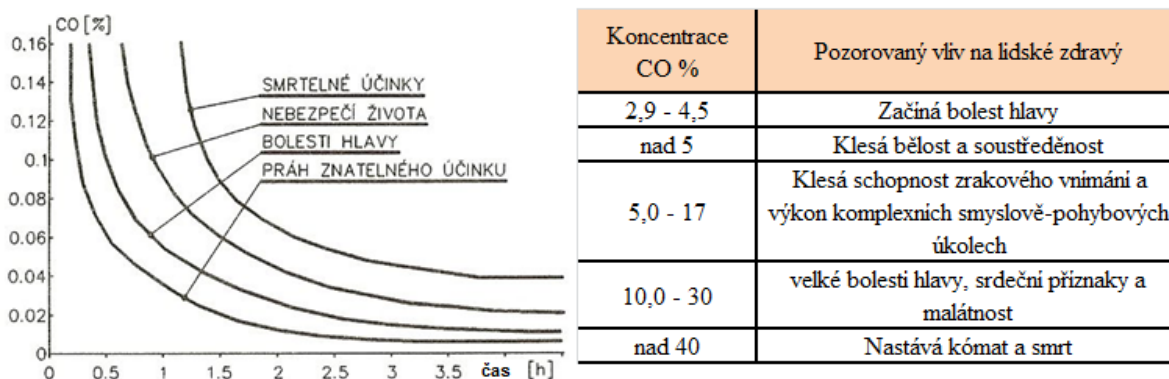 CO [%]
0.16
0.14
0.12
0.1
0.08
0.06
0.04
0.02
0
SMRTELNÉ ÚČINKY
NEBEZPEČÍ ŽIVOTA
BOLESTI HLAVY
PRÁH ZNATELNÉHO ÚČINKU
0 0.5 1 1.5 2 2.5 3 3.5 čas [h]
Koncentrace
CO %
Pozorovaný vliv na lidské zdravý
2,9 - 4,5 Začíná bolest hlavy
nad 5 Klesá bělost a soustředěnost
5,0 - 17
Klesá schopnost zrakového vnímání a
výkon komplexních smyslově-pohybových
úkolech
10,0 - 30
velké bolesti hlavy, srdeční příznaky a
malátnost
nad 40 Nastává kómat a smrt